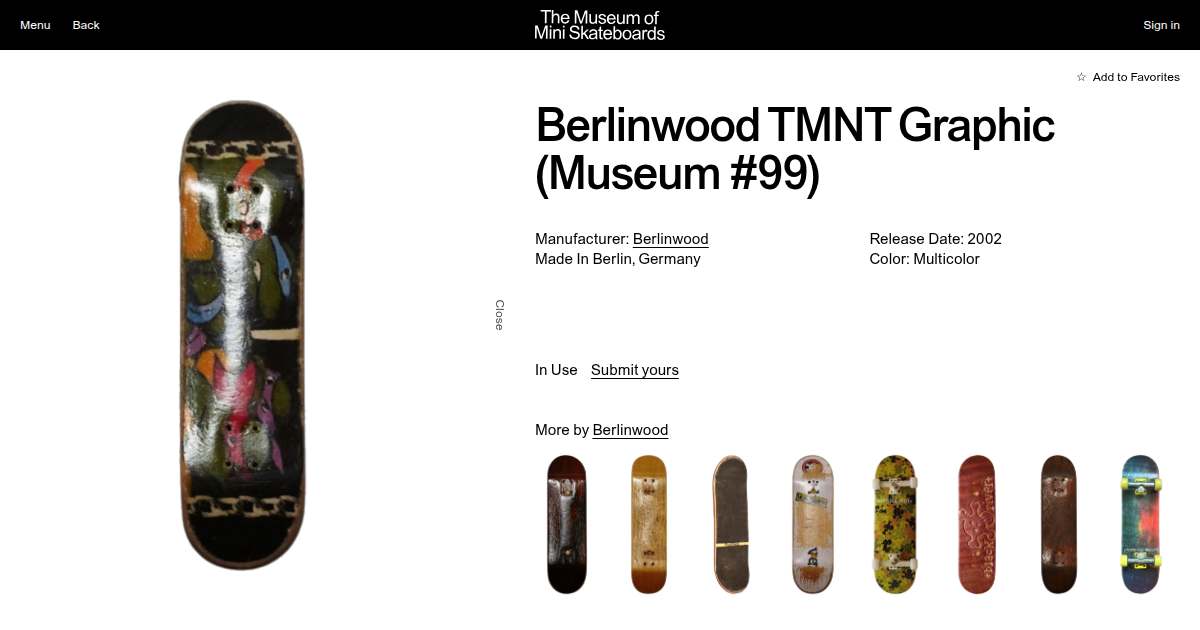 Menu
Back
The Museum of
Mini Skateboards
Sign in
☆ Add to Favorites
Berlinwood TMNT Graphic
(Museum #99)
Manufacturer: Berlinwood
Made In Berlin, Germany
Release Date: 2002
Color: Multicolor
Close
In Use
Submit yours
More by Berlinwood